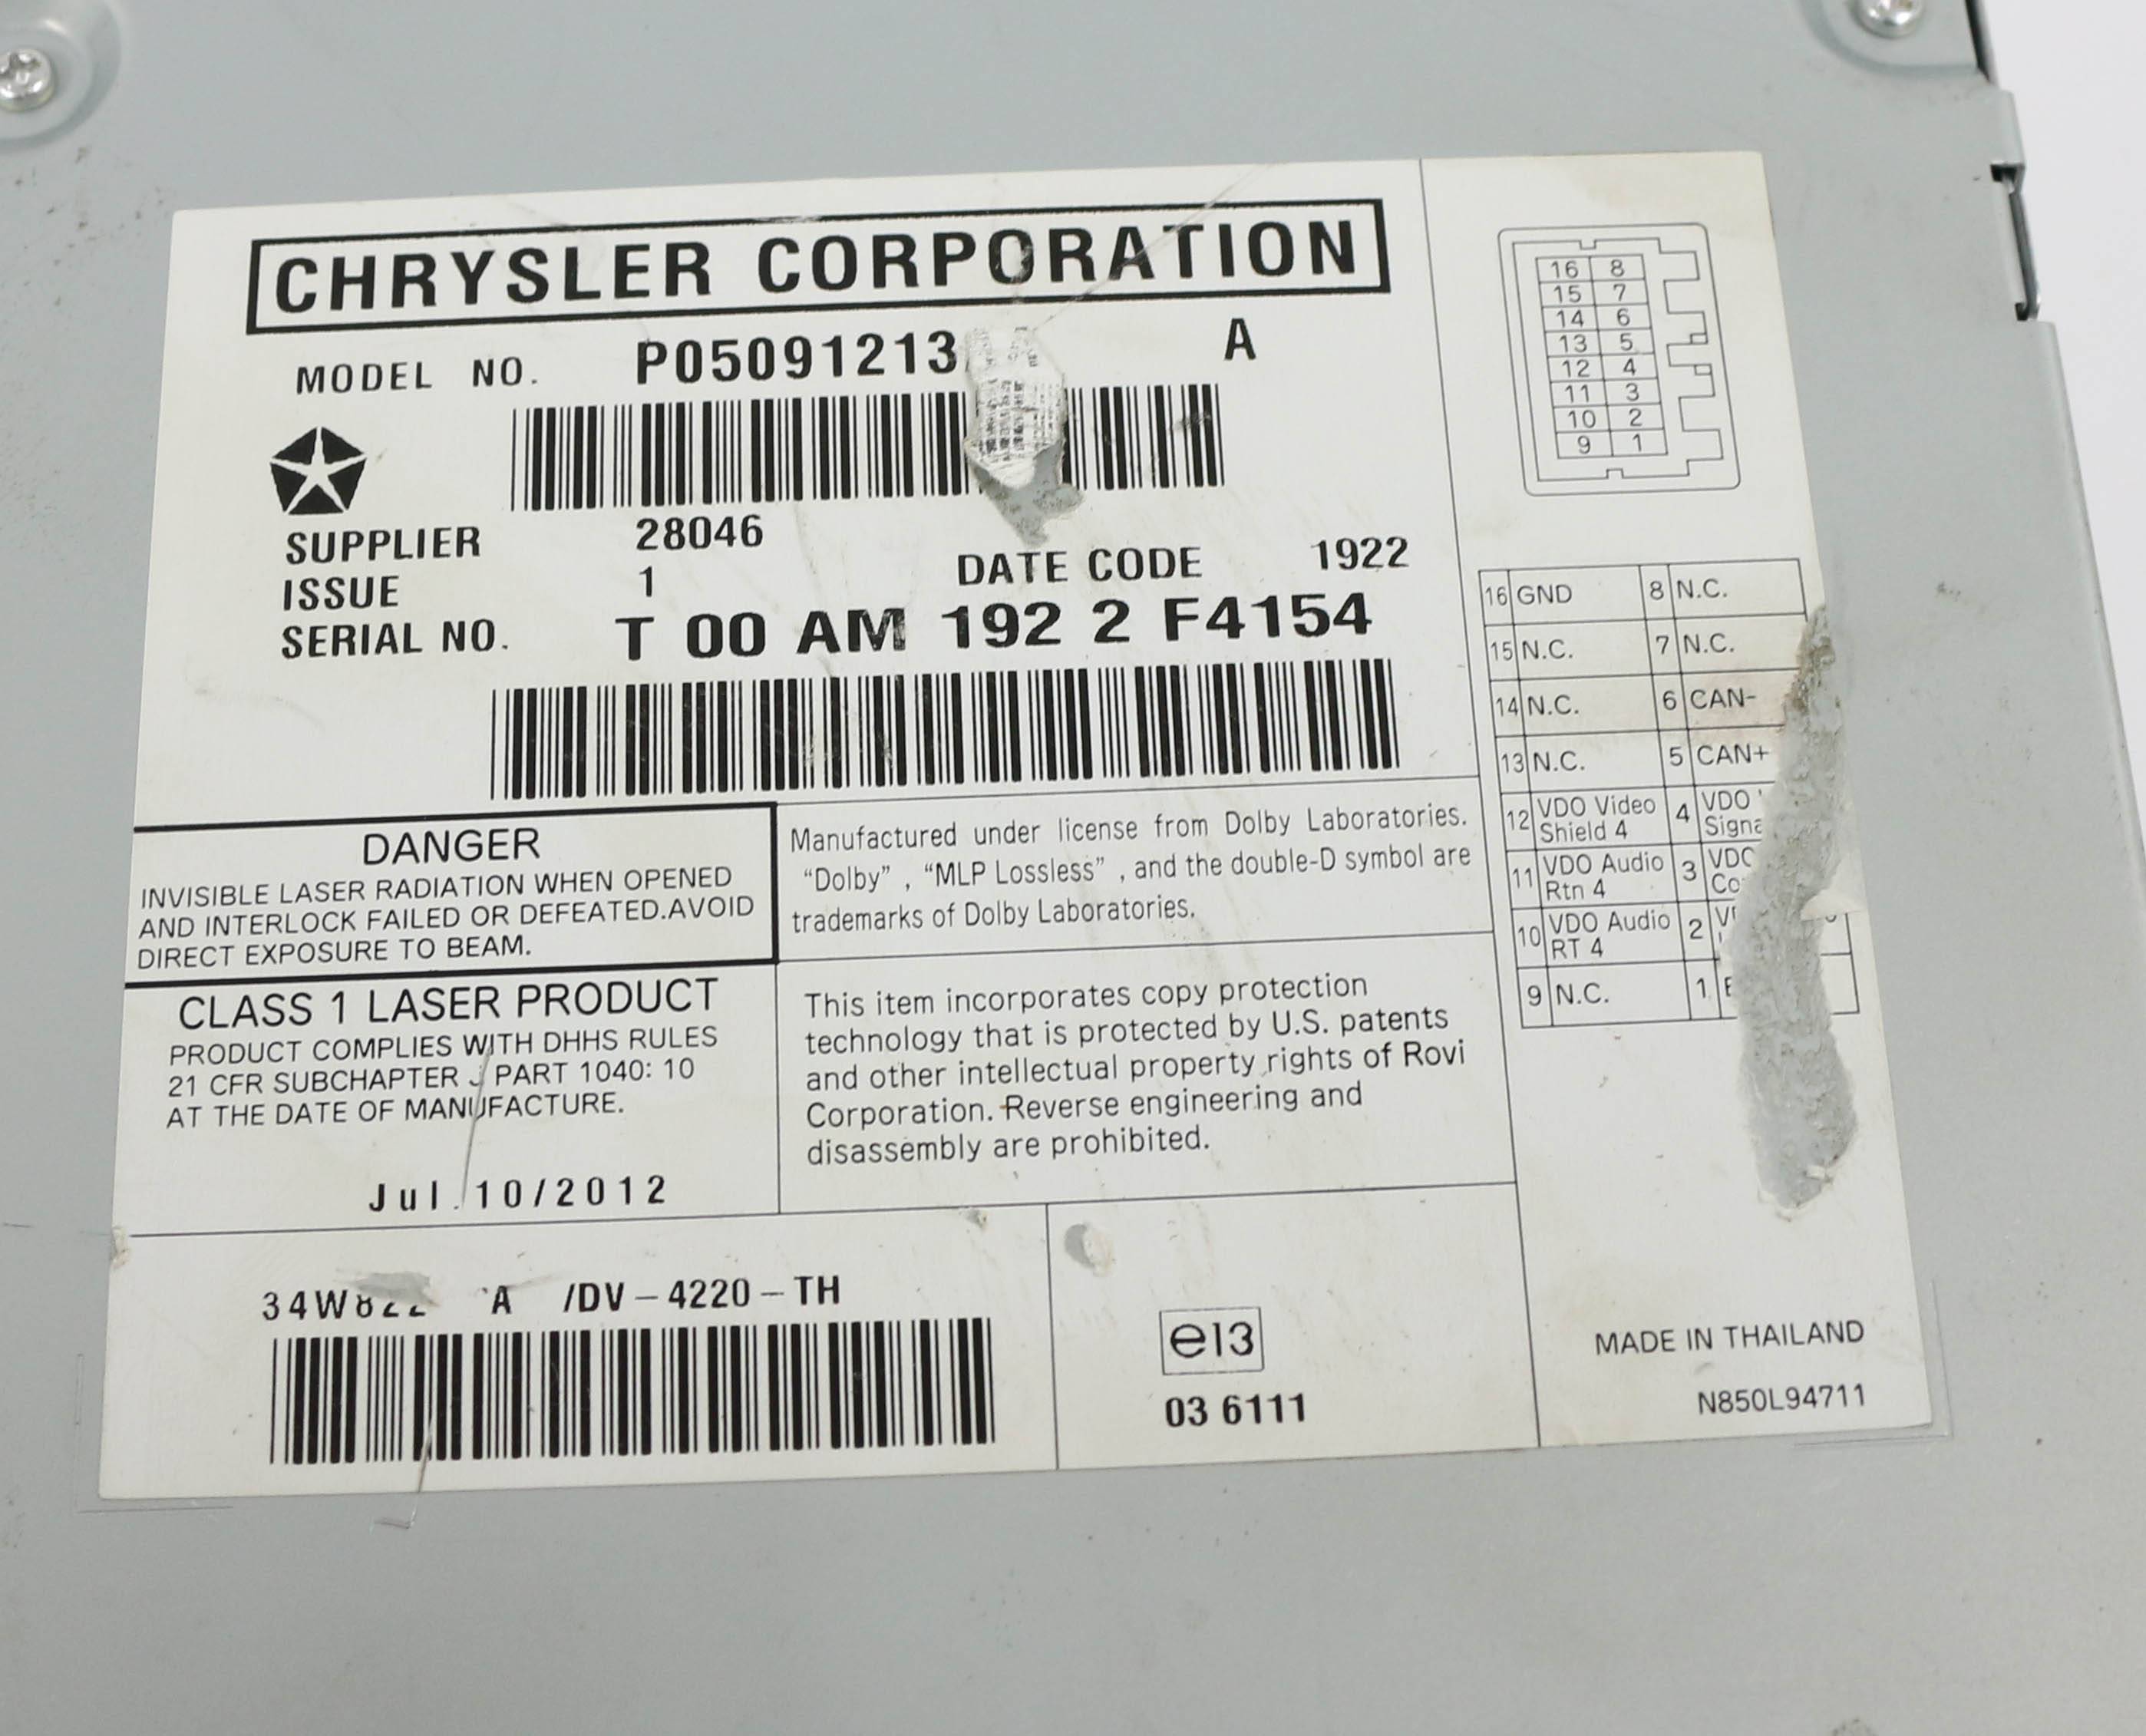 CHRYSLER CORPORATION
MODEL NO. P05091213 A
SUPPLIER 28046
ISSUE 1 DATE CODE 1922
SERIAL NO. T 00 AM 192 2 F4154
DANGER
INVISIBLE LASER RADIATION WHEN OPENED
AND INTERLOCK FAILED OR DEFEATED.AVOID
DIRECT EXPOSURE TO BEAM.
CLASS 1 LASER PRODUCT
PRODUCT COMPLIES WITH DHHS RULES
21 CFR SUBCHAPTER J PART 1040: 10
AT THE DATE OF MANUFACTURE.
Jul.10/2012
Manufactured under license from Dolby Laboratories.
“Dolby” , “MLP Lossless” , and the double-D symbol are
trademarks of Dolby Laboratories.
This item incorporates copy protection
technology that is protected by U.S. patents
and other intellectual property rights of Rovi
Corporation. Reverse engineering and
disassembly are prohibited.
A /DV-4220-TH
e13
03 6111
16 8
15 7
14 6
13 5
12 4
11 3
10 2
9 1
16 GND 8 N.C.
15 N.C. 7 N.C.
14 N.C. 6 CAN-
13 N.C. 5 CAN+
12 VDO Video Shield 4 4 VDO
11 VDO Audio Rtn 4 3
10 VDO Audio RT 4 2
9 N.C. 1
MADE IN THAILAND
N850L94711